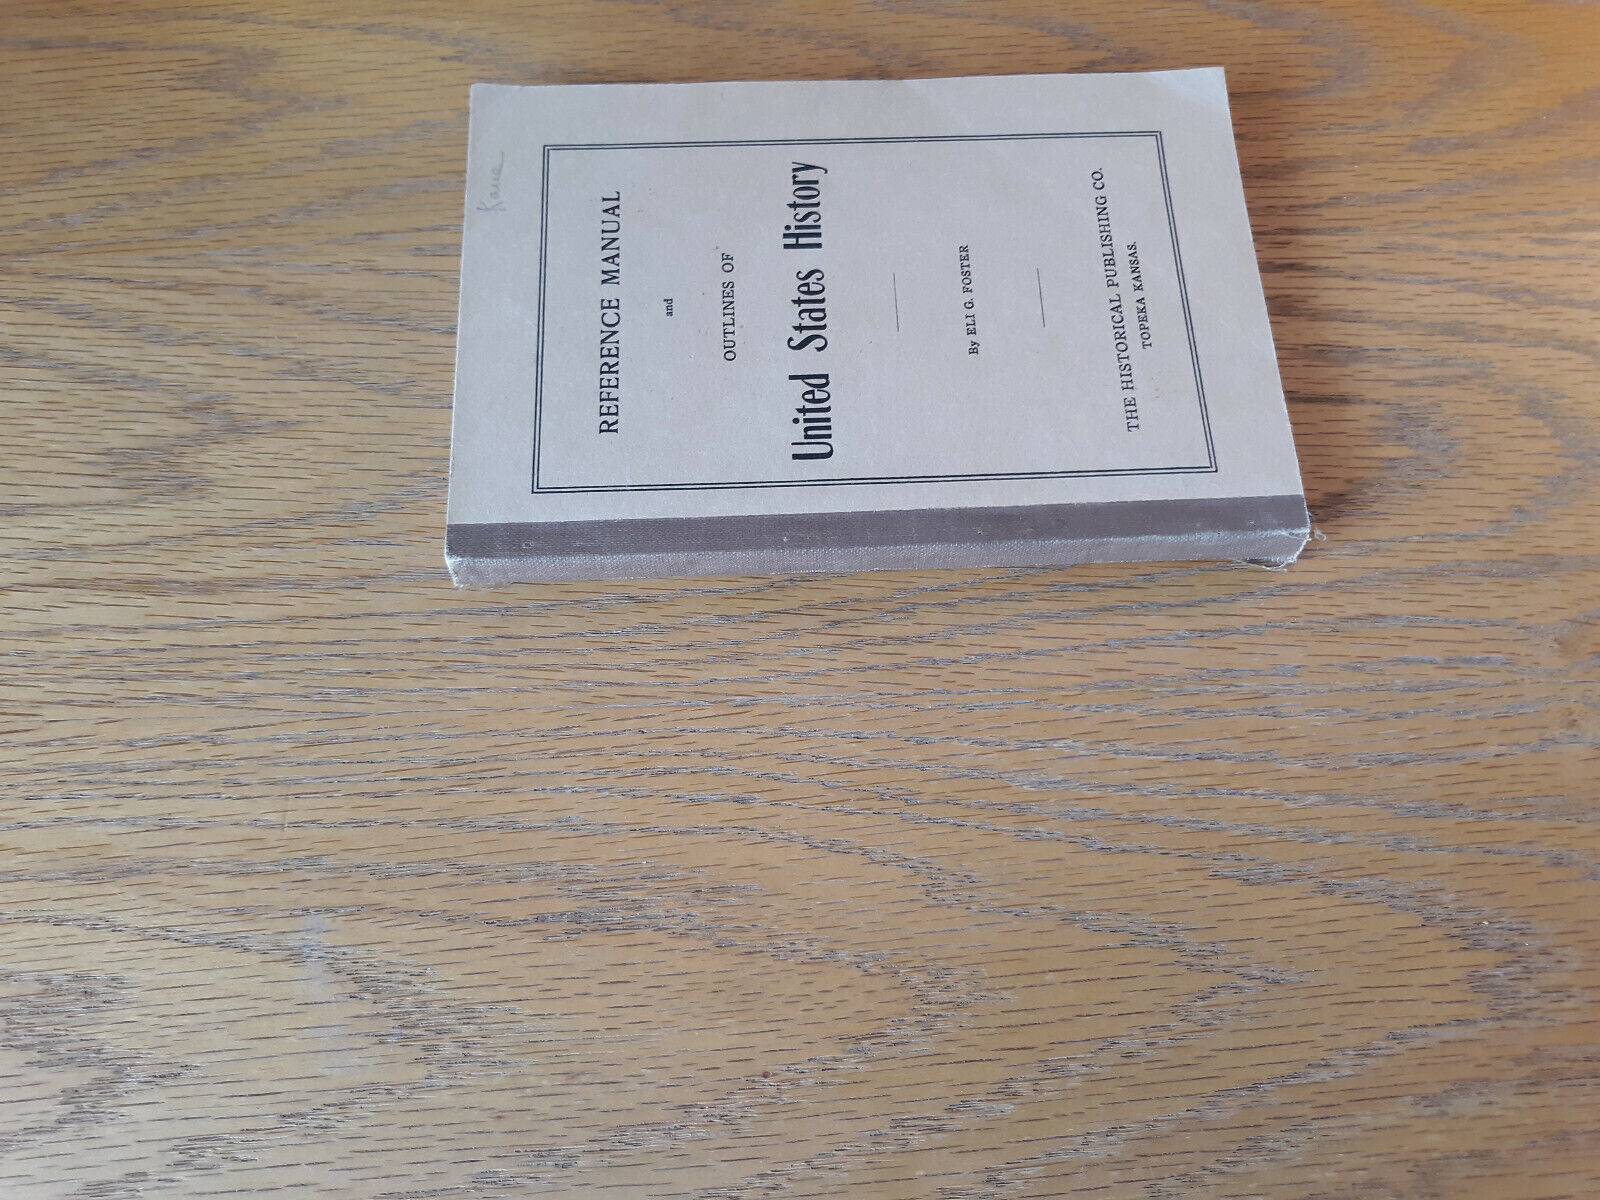 REFERENCE MANUAL
and
OUTLINES OF
United States History
By ELI G. FOSTER
THE HISTORICAL PUBLISHING CO.
TOPEKA KANSAS.